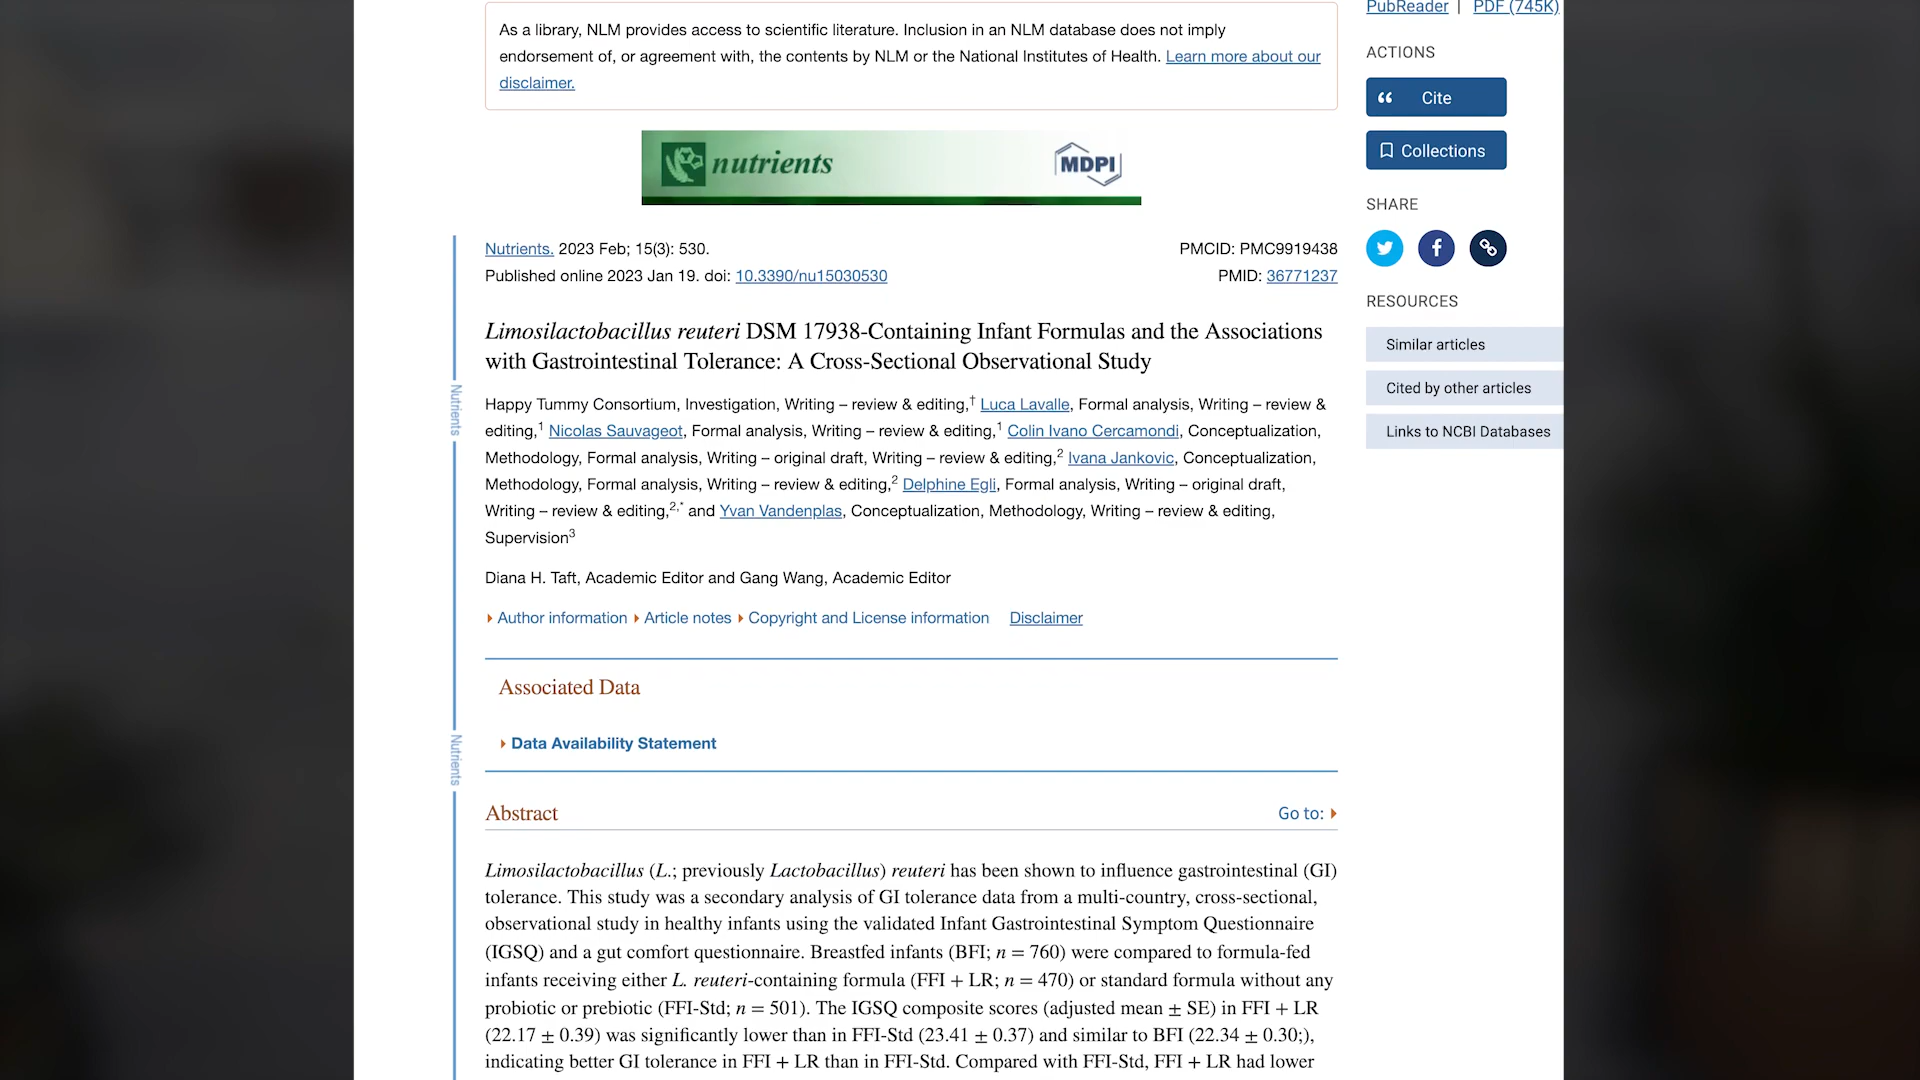 As a library, NLM provides access to scientific literature. Inclusion in an NLM database does not imply
endorsement of, or agreement with, the contents by NLM or the National Institutes of Health. Learn more about our
disclaimer.
nutrients
MDPI
Nutrients. 2023 Feb; 15(3): 530.
PMCID: PMC9919438
Published online 2023 Jan 19. doi: 10.3390/nu15030530
PMID: 36771237
Limosilactobacillus reuteri DSM 17938-Containing Infant Formulas and the Associations
with Gastrointestinal Tolerance: A Cross-Sectional Observational Study
Happy Tummy Consortium, Investigation, Writing – review & editing,† Luca Lavalle, Formal analysis, Writing – review &
editing,1 Nicolas Sauvageot, Formal analysis, Writing – review & editing,1 Colin Ivano Cercamondi, Conceptualization,
Methodology, Formal analysis, Writing – original draft, Writing – review & editing,2 Ivana Jankovic, Conceptualization,
Methodology, Formal analysis, Writing – review & editing,2 Delphine Egli, Formal analysis, Writing – original draft,
Writing – review & editing,2,* and Yvan Vandenplas, Conceptualization, Methodology, Writing – review & editing,
Supervision3
Diana H. Taft, Academic Editor and Gang Wang, Academic Editor
Author information Article notes Copyright and License information Disclaimer
Associated Data
Data Availability Statement
Abstract
Go to:
Limosilactobacillus (L.; previously Lactobacillus) reuteri has been shown to influence gastrointestinal (GI)
tolerance. This study was a secondary analysis of GI tolerance data from a multi-country, cross-sectional,
observational study in healthy infants using the validated Infant Gastrointestinal Symptom Questionnaire
(IGSQ) and a gut comfort questionnaire. Breastfed infants (BFI; n = 760) were compared to formula-fed
infants receiving either L. reuteri-containing formula (FFI + LR; n = 470) or standard formula without any
probiotic or prebiotic (FFI-Std; n = 501). The IGSQ composite scores (adjusted mean ± SE) in FFI + LR
(22.17 ± 0.39) was significantly lower than in FFI-Std (23.41 ± 0.37) and similar to BFI (22.34 ± 0.30;),
indicating better GI tolerance in FFI + LR than in FFI-Std. Compared with FFI-Std, FFI + LR had lower
Nutrients
Nutrients
PubReader | PDF (745K)
ACTIONS
Cite
Collections
SHARE
RESOURCES
Similar articles
Cited by other articles
Links to NCBI Databases